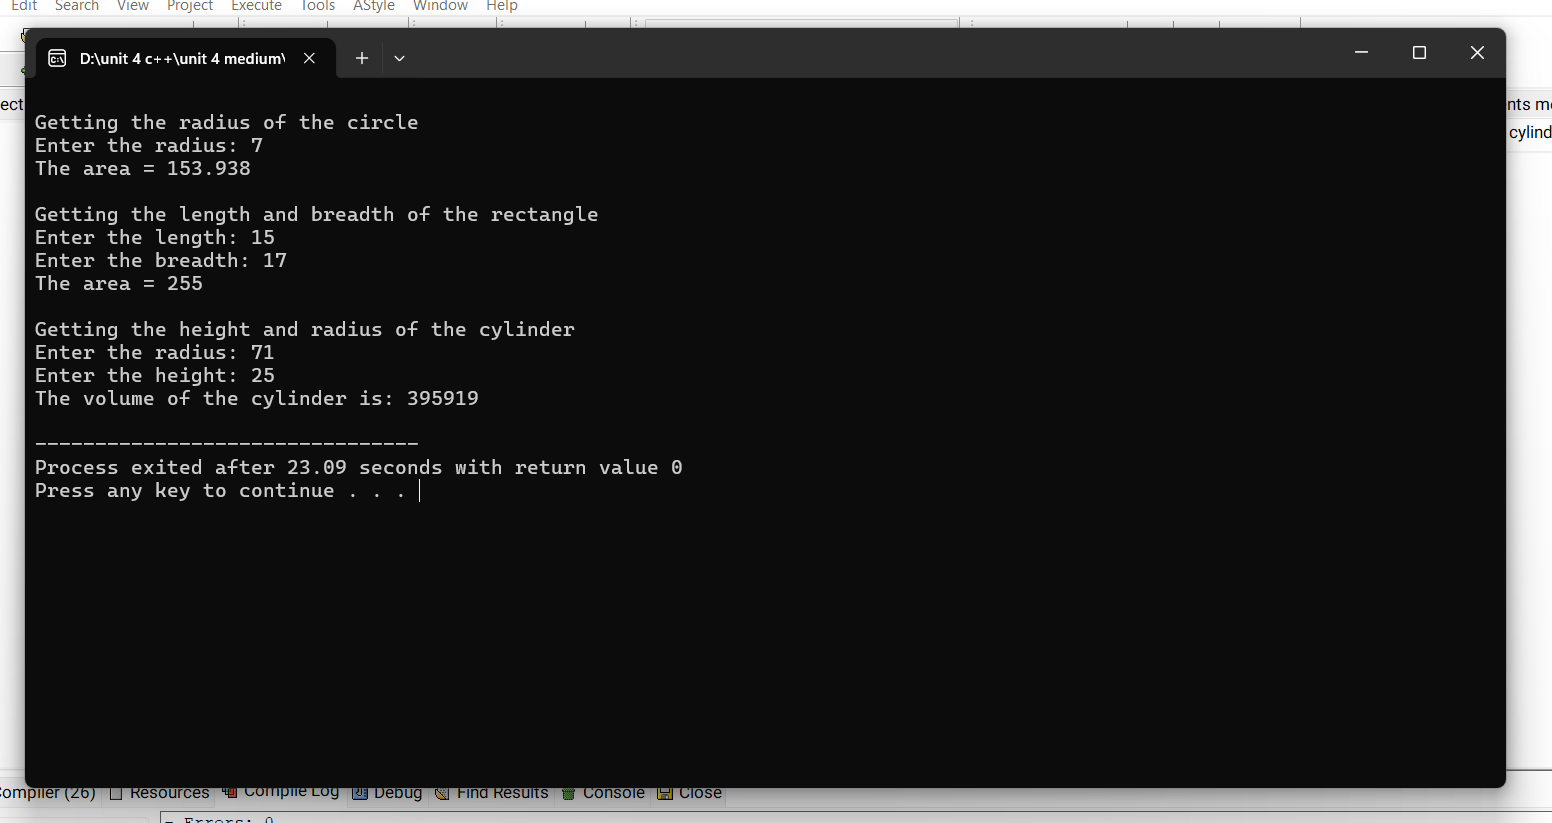 Edit Search View Project Execute Tools AStyle Window Help
D:\unit 4 c++\unit 4 medium\
Getting the radius of the circle
Enter the radius: 7
The area = 153.938
Getting the length and breadth of the rectangle
Enter the length: 15
Enter the breadth: 17
The area = 255
Getting the height and radius of the cylinder
Enter the radius: 71
Enter the height: 25
The volume of the cylinder is: 395919
--------------------------------
Process exited after 23.09 seconds with return value 0
Press any key to continue . . .
ect
nts m
cylind
ompiler (26) Resources Compile Log Debug Find Results Console Close
- Errors: 0